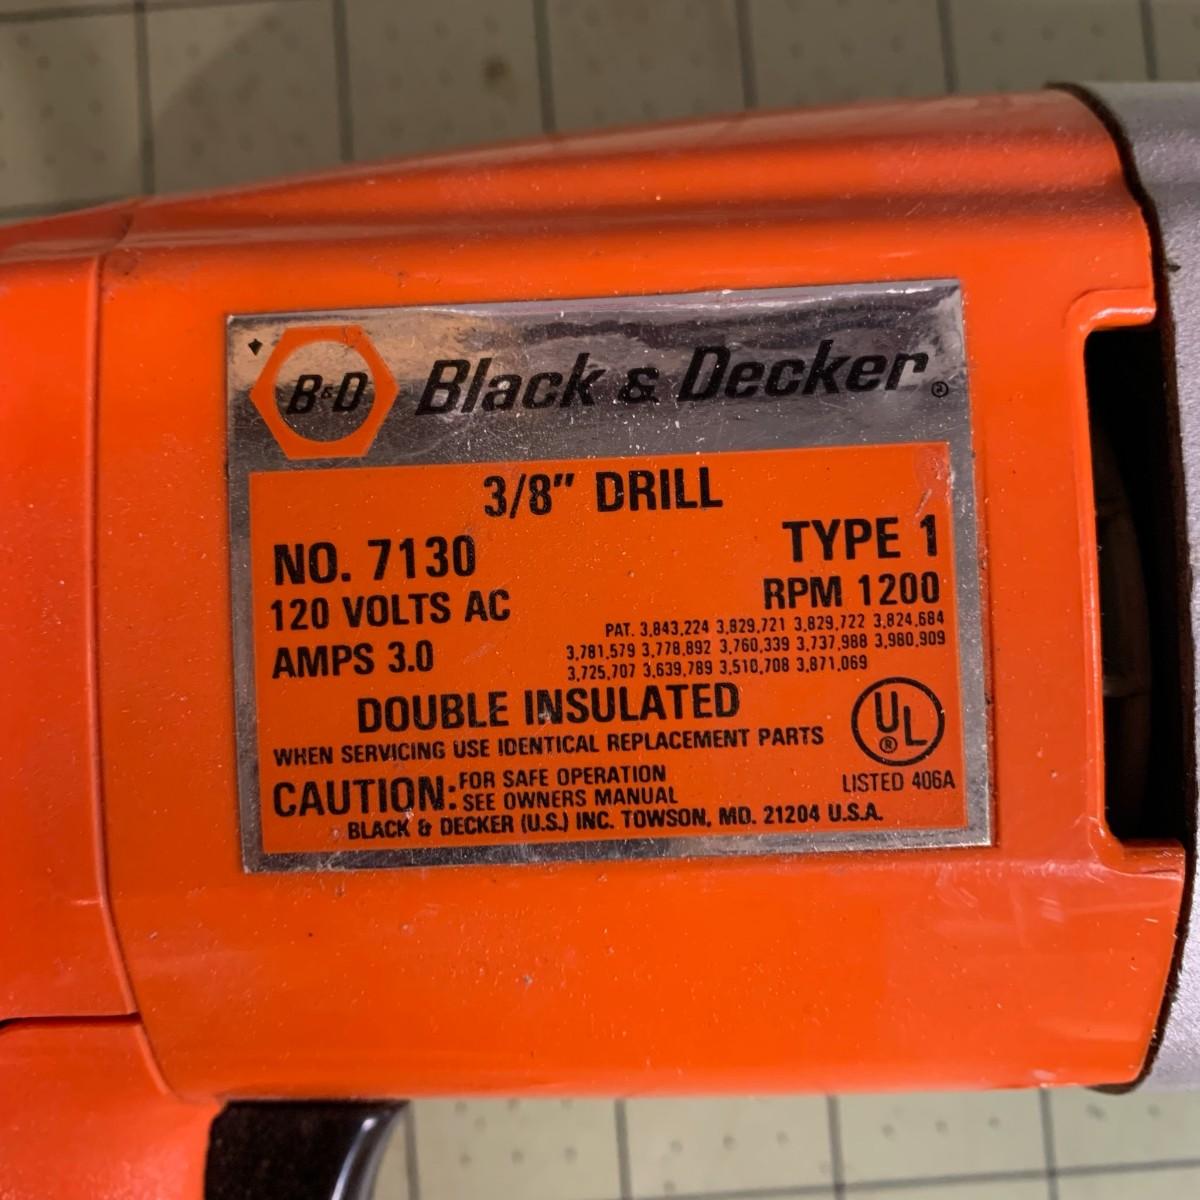 B&D Black & Decker®
3/8" DRILL
NO. 7130 TYPE 1
120 VOLTS AC RPM 1200
AMPS 3.0
PAT. 3,843,224 3,829,721 3,829,722 3,824,684
3,781,579 3,778,892 3,760,339 3,737,988 3,980,909
3,725,707 3,639,789 3,510,708 3,871,069
DOUBLE INSULATED
WHEN SERVICING USE IDENTICAL REPLACEMENT PARTS
UL®
LISTED 406A
CAUTION: FOR SAFE OPERATION
SEE OWNERS MANUAL
BLACK & DECKER (U.S.) INC. TOWSON, MD. 21204 U.S.A.